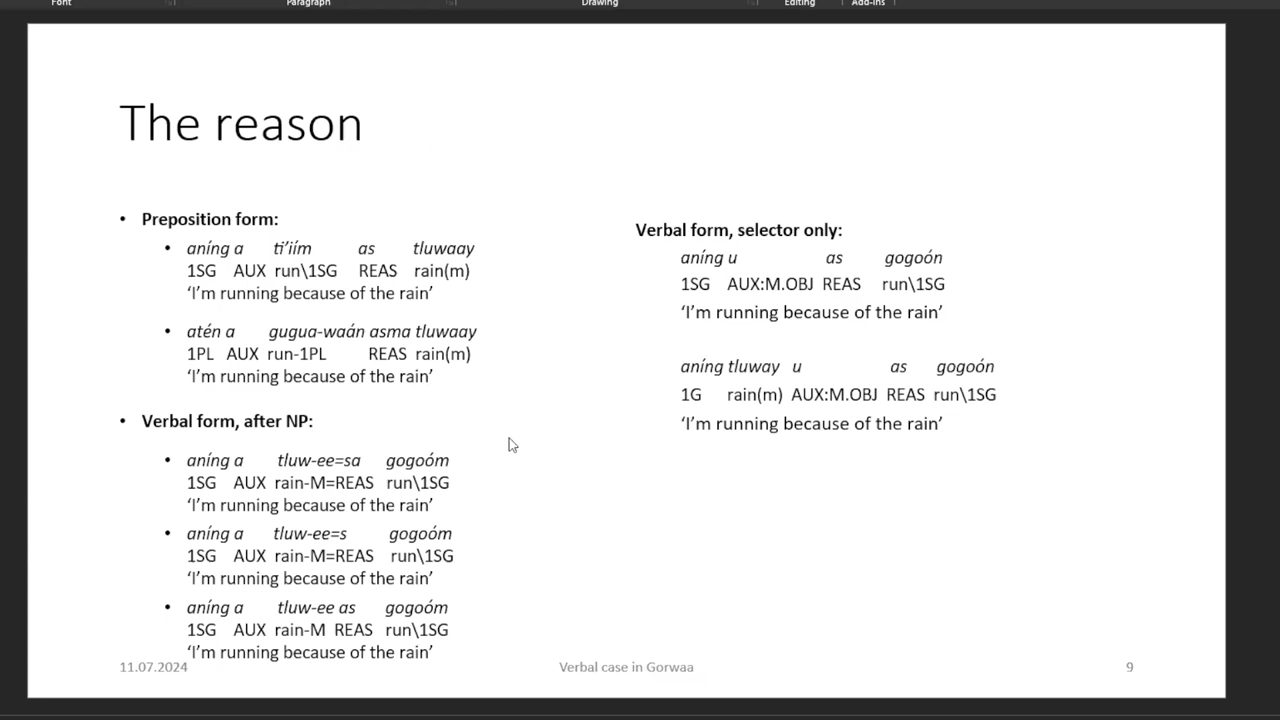 Font Paragraph Drawing Editing Add-ins
The reason
• Preposition form:
• aníng a ti’iím as tluwaay
1SG AUX run\1SG REAS rain(m)
‘I’m running because of the rain’
• atén a gugua-waán asma tluwaay
1PL AUX run-1PL REAS rain(m)
‘I’m running because of the rain’
• Verbal form, after NP:
• aníng a tluw-ee=sa gogoóm
1SG AUX rain-M=REAS run\1SG
‘I’m running because of the rain’
• aníng a tluw-ee=s gogoóm
1SG AUX rain-M=REAS run\1SG
‘I’m running because of the rain’
• aníng a tluw-ee as gogoóm
1SG AUX rain-M REAS run\1SG
‘I’m running because of the rain’
Verbal form, selector only:
aníng u as gogoón
1SG AUX:M.OBJ REAS run\1SG
‘I’m running because of the rain’
aníng tluway u as gogoón
1G rain(m) AUX:M.OBJ REAS run\1SG
‘I’m running because of the rain’
11.07.2024 Verbal case in Gorwaa 9